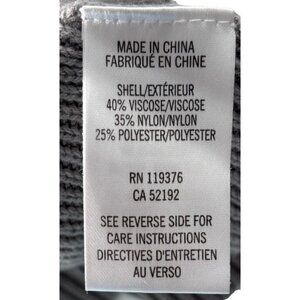 MADE IN CHINA
FABRIQUÉ EN CHINE
SHELL/EXTÉRIEUR
40% VISCOSE/VISCOSE
35% NYLON/NYLON
25% POLYESTER/POLYESTER
RN 119376
CA 52192
SEE REVERSE SIDE FOR
CARE INSTRUCTIONS
DIRECTIVES D'ENTRETIEN
AU VERSO